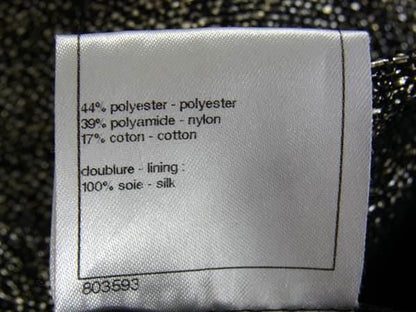 44% polyester - polyester
39% polyamide - nylon
17% coton - cotton
doublure - lining :
100% soie - silk
803593